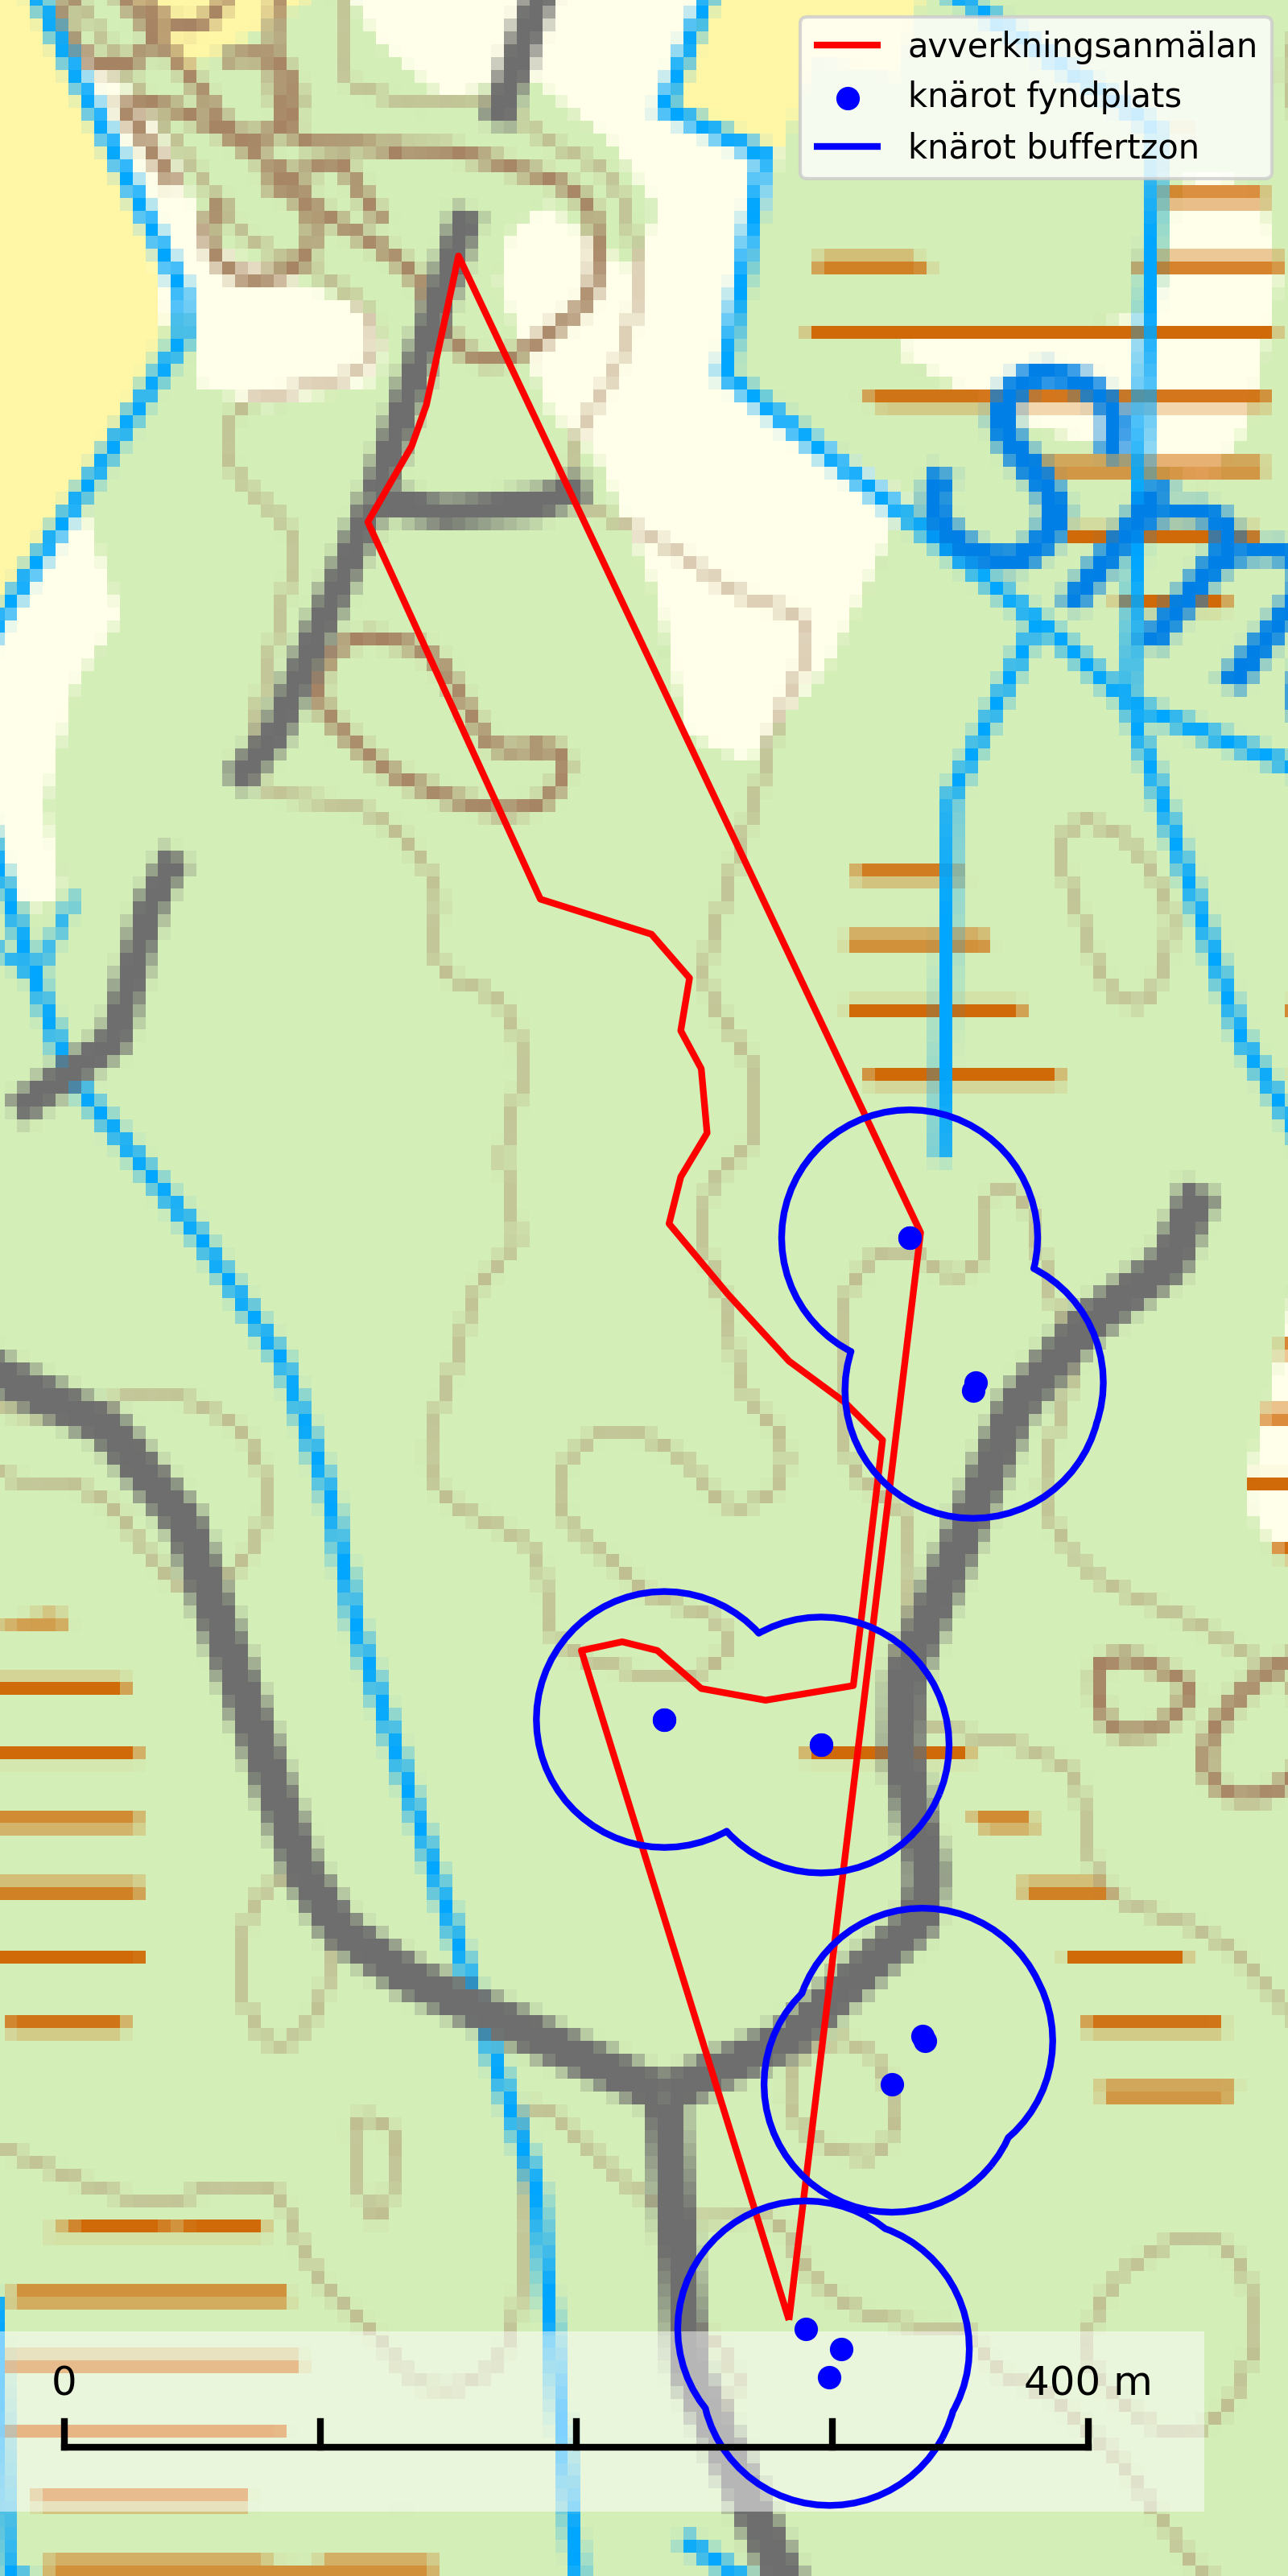 avverkningsanmälan
knärot fyndplats
knärot buffertzon
0 400 m